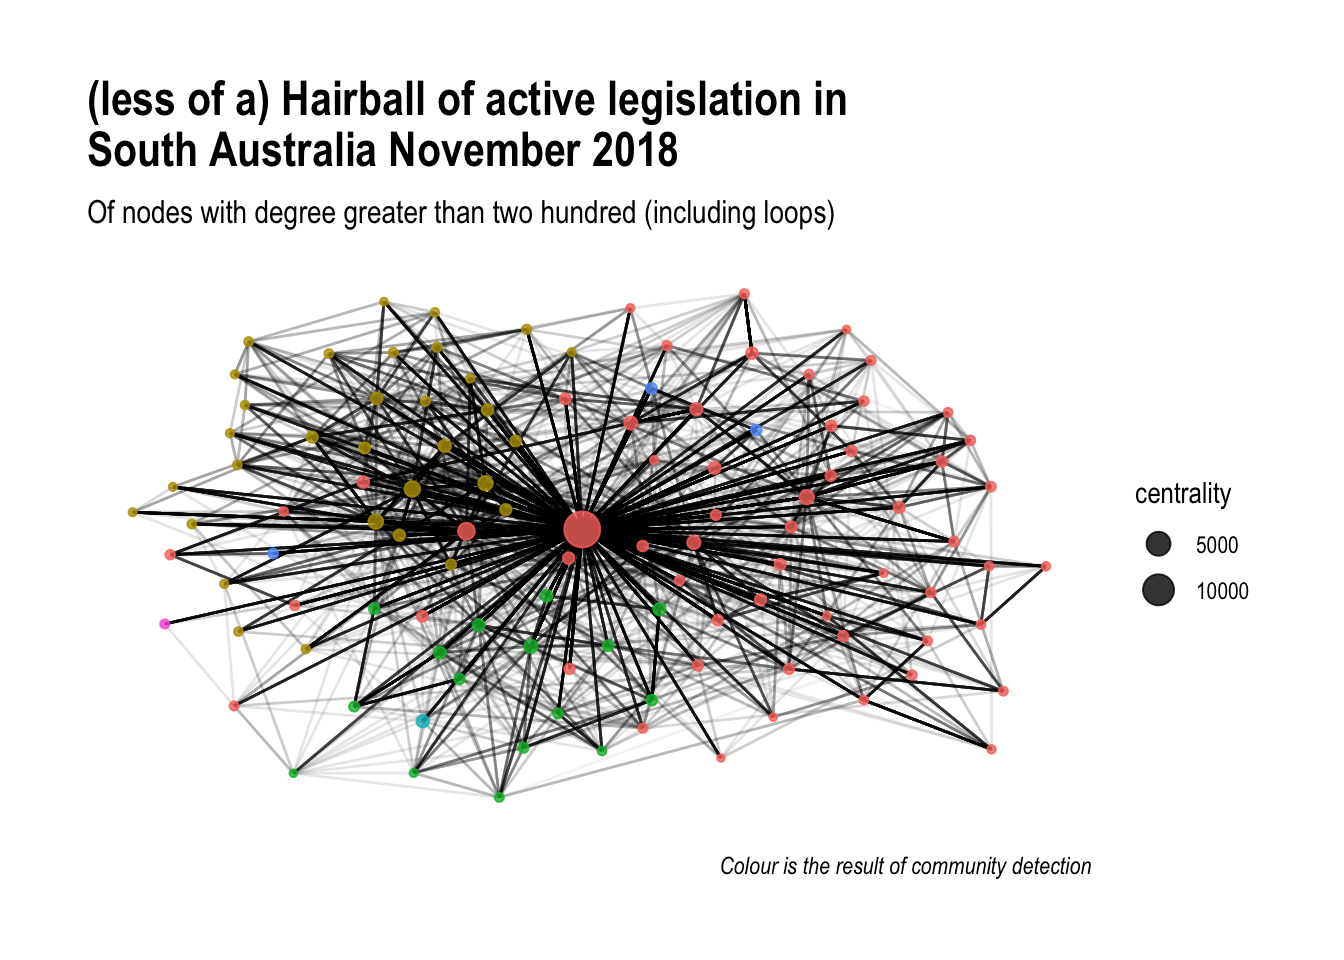 (less of a) Hairball of active legislation in
South Australia November 2018
Of nodes with degree greater than two hundred (including loops)
centrality
5000
10000
Colour is the result of community detection